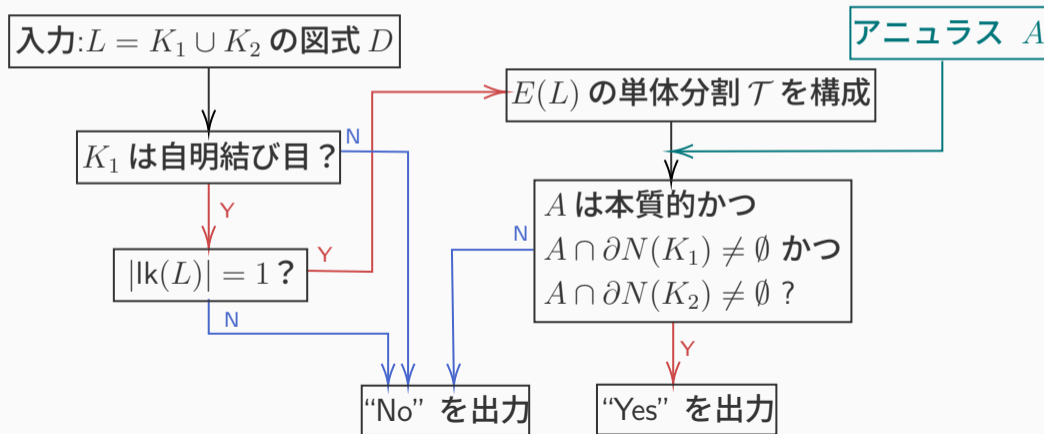 入力:L = K₁ ∪ K₂ の図式 D
アニュラス A
E(L) の単体分割 𝒯 を構成
K₁ は自明結び目？
N
Y
|lk(L)| = 1？
Y
N
A は本質的かつ
A ∩ ∂N(K₁) ≠ ∅ かつ
A ∩ ∂N(K₂) ≠ ∅ ?
N
Y
“No” を出力
“Yes” を出力